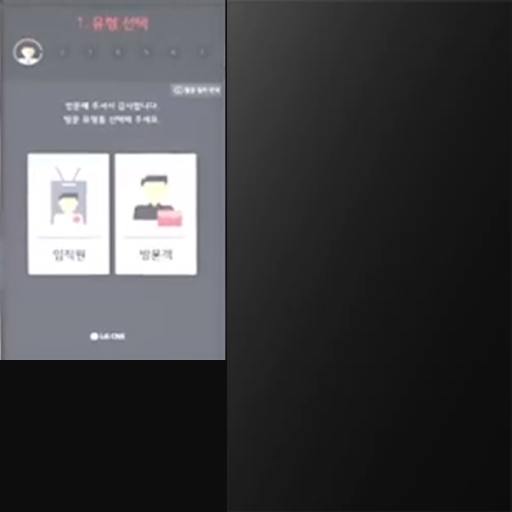 1. 유형 선택
방문해 주셔서 감사합니다.
방문 유형을 선택해 주세요.
임직원
방문객
LG CNS